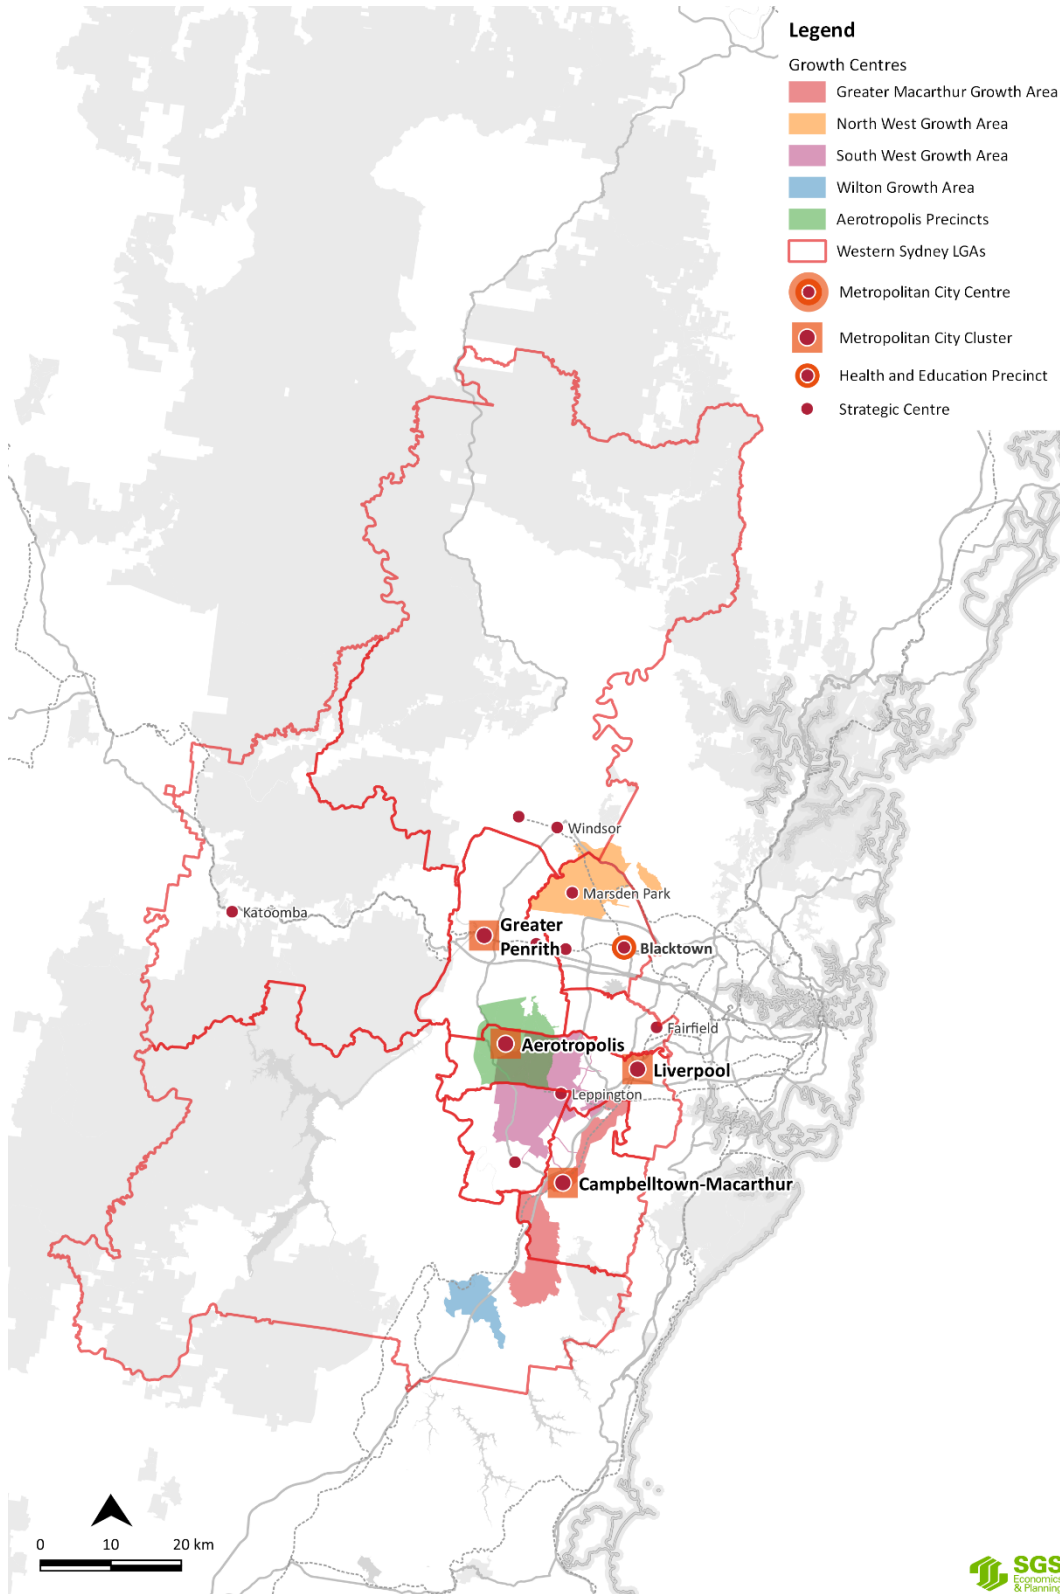 Legend
Growth Centres
Greater Macarthur Growth Area
North West Growth Area
South West Growth Area
Wilton Growth Area
Aerotropolis Precincts
Western Sydney LGAs
Metropolitan City Centre
Metropolitan City Cluster
Health and Education Precinct
Strategic Centre
Windsor
Marsden Park
Katoomba
Greater
Penrith
Blacktown
Fairfield
Aerotropolis
Liverpool
Leppington
Campbelltown-Macarthur
0 10 20 km
SGS
Economics
& Planning